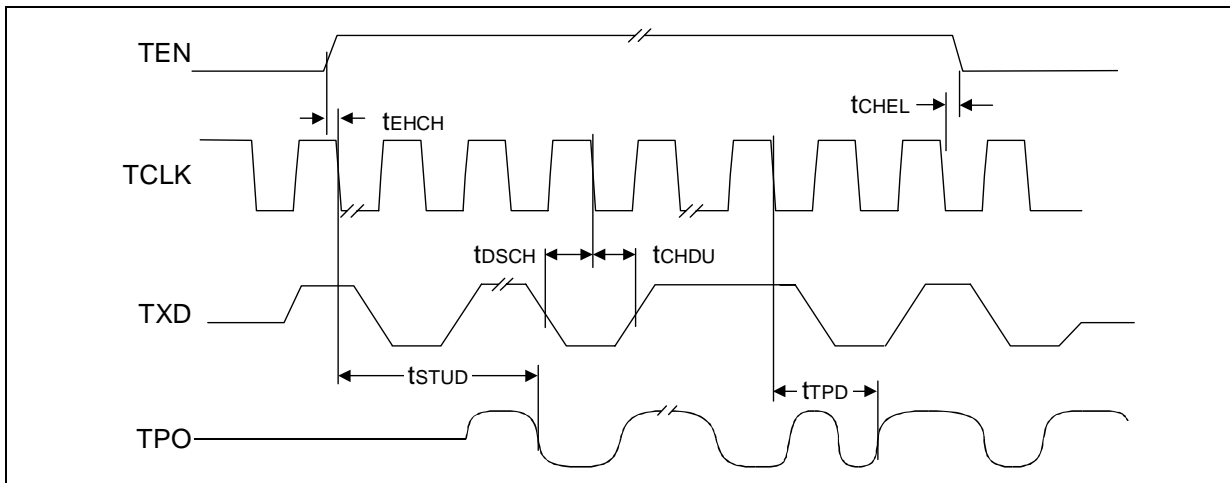 TEN
tCHEL
tEHCH
TCLK
tDSCH
tCHDU
TXD
tSTUD
tTPD
TPO